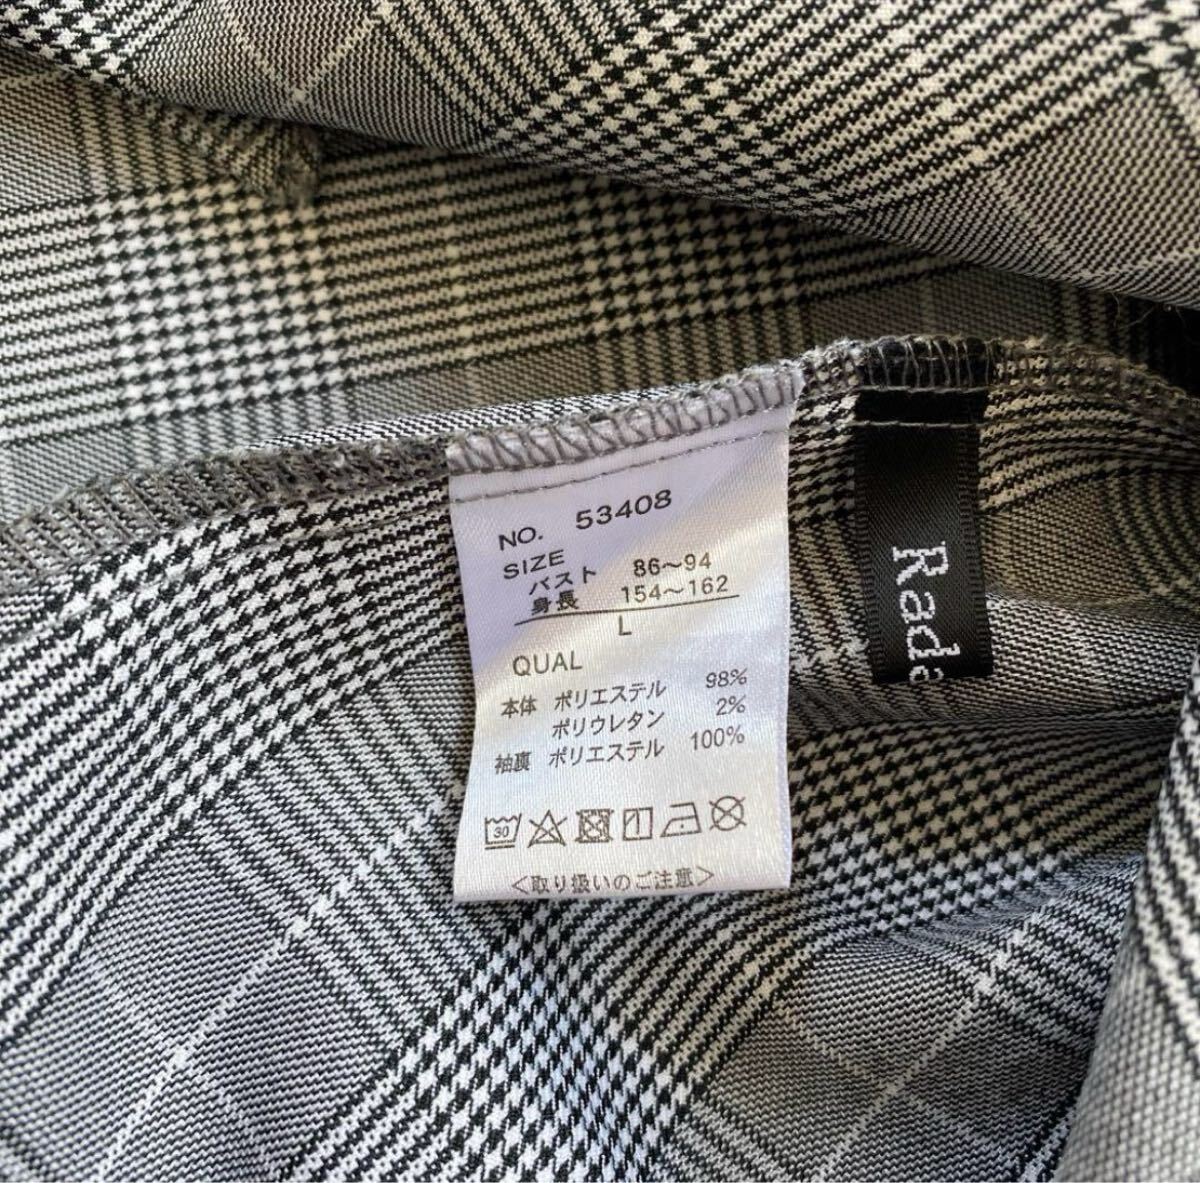 NO. 53408
SIZE
バスト 86～94
身長 154～162
L
QUAL
本体 ポリエステル 98%
ポリウレタン 2%
袖裏 ポリエステル 100%
30
＜取り扱いのご注意＞
Rada